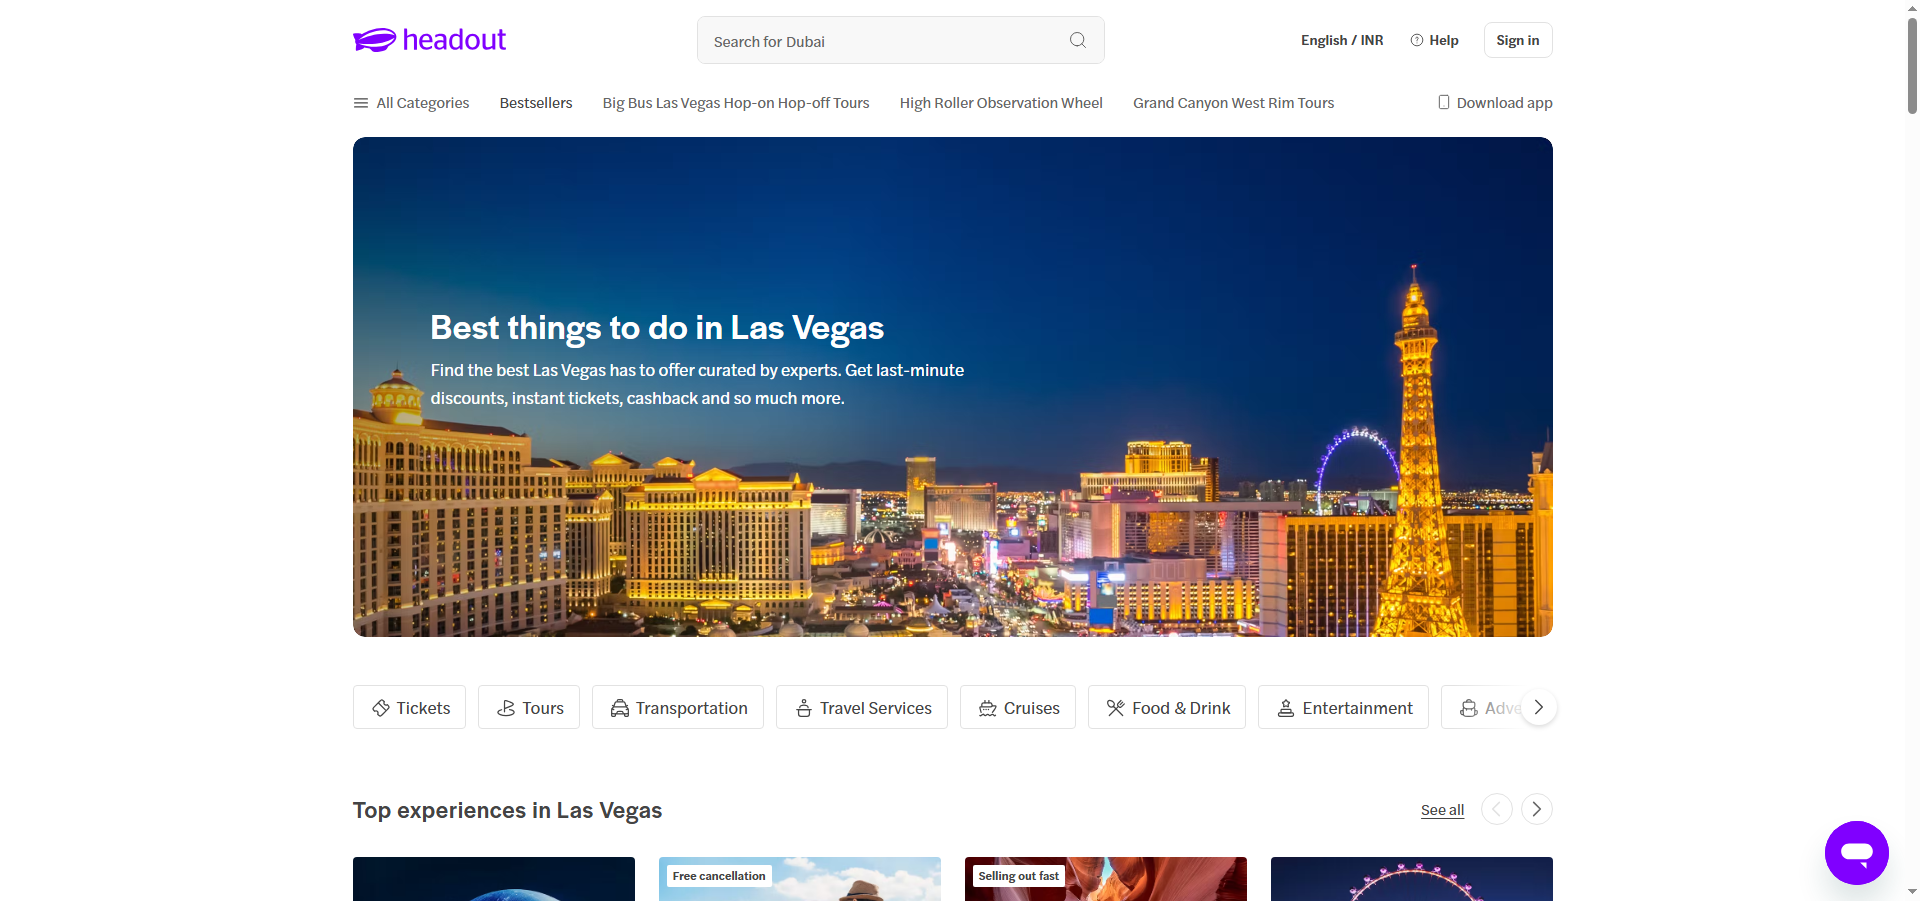 headout
Search for Dubai
English / INR
Help
Sign in
All Categories
Bestsellers
Big Bus Las Vegas Hop-on Hop-off Tours
High Roller Observation Wheel
Grand Canyon West Rim Tours
Download app
Best things to do in Las Vegas
Find the best Las Vegas has to offer curated by experts. Get last-minute
discounts, instant tickets, cashback and so much more.
Tickets
Tours
Transportation
Travel Services
Cruises
Food & Drink
Entertainment
Top experiences in Las Vegas
See all
Free cancellation
Selling out fast